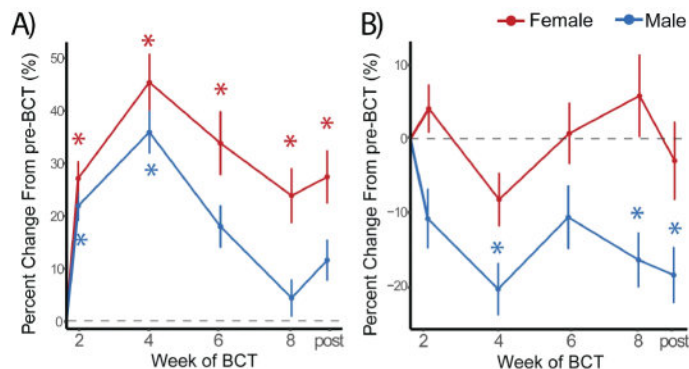 A)
B)
Female
Male
Percent Change From pre-BCT (%)
50
40
30
20
10
0
2
4
6
8
post
Week of BCT
Percent Change From pre-BCT (%)
10
0
−10
−20
2
4
6
8
post
Week of BCT